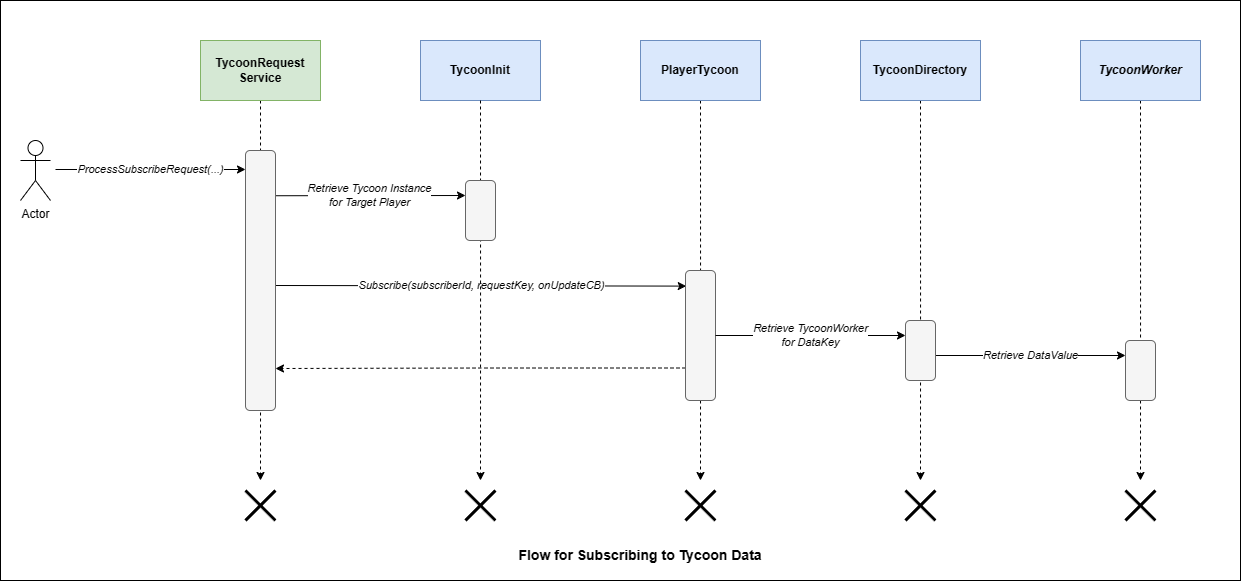 TycoonRequest
Service
TycoonInit
PlayerTycoon
TycoonDirectory
TycoonWorker
ProcessSubscribeRequest(...)
Actor
Retrieve Tycoon Instance
for Target Player
Subscribe(subscriberId, requestKey, onUpdateCB)
Retrieve TycoonWorker
for DataKey
Retrieve DataValue
Flow for Subscribing to Tycoon Data